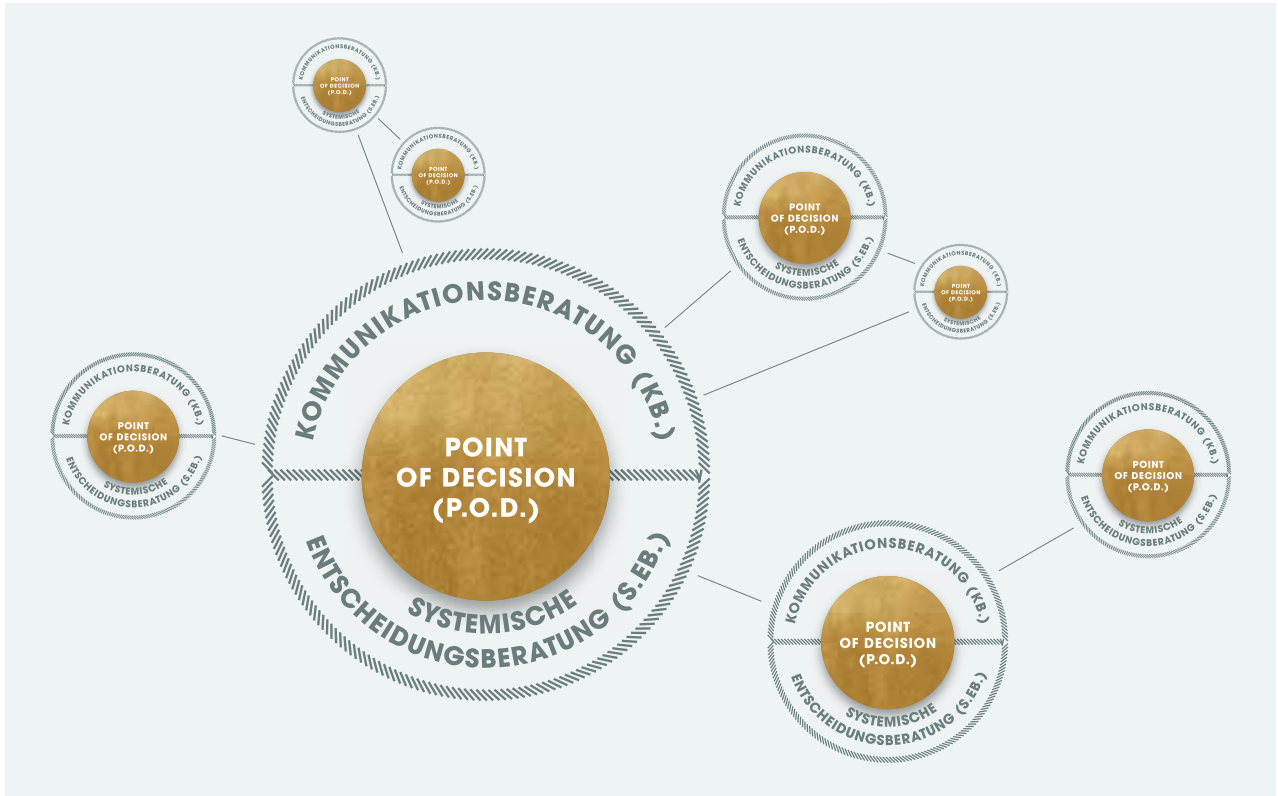 KOMMUNIKATIONSBERATUNG (KB.)
POINT
OF DECISION
(P.O.D.)
SYSTEMISCHE
ENTSCHEIDUNGSBERATUNG (S.EB.)
KOMMUNIKATIONSBERATUNG (KB.)
POINT
OF DECISION
(P.O.D.)
SYSTEMISCHE
ENTSCHEIDUNGSBERATUNG (S.EB.)
KOMMUNIKATIONSBERATUNG (KB.)
POINT
OF DECISION
(P.O.D.)
SYSTEMISCHE
ENTSCHEIDUNGSBERATUNG (S.EB.)
KOMMUNIKATIONSBERATUNG (KB.)
POINT
OF DECISION
(P.O.D.)
SYSTEMISCHE
ENTSCHEIDUNGSBERATUNG (S.EB.)
KOMMUNIKATIONSBERATUNG (KB.)
POINT
OF DECISION
(P.O.D.)
SYSTEMISCHE
ENTSCHEIDUNGSBERATUNG (S.EB.)
KOMMUNIKATIONSBERATUNG (KB.)
POINT
OF DECISION
(P.O.D.)
SYSTEMISCHE
ENTSCHEIDUNGSBERATUNG (S.EB.)
KOMMUNIKATIONSBERATUNG (KB.)
POINT
OF DECISION
(P.O.D.)
SYSTEMISCHE
ENTSCHEIDUNGSBERATUNG (S.EB.)
KOMMUNIKATIONSBERATUNG (KB.)
POINT
OF DECISION
(P.O.D.)
SYSTEMISCHE
ENTSCHEIDUNGSBERATUNG (S.EB.)